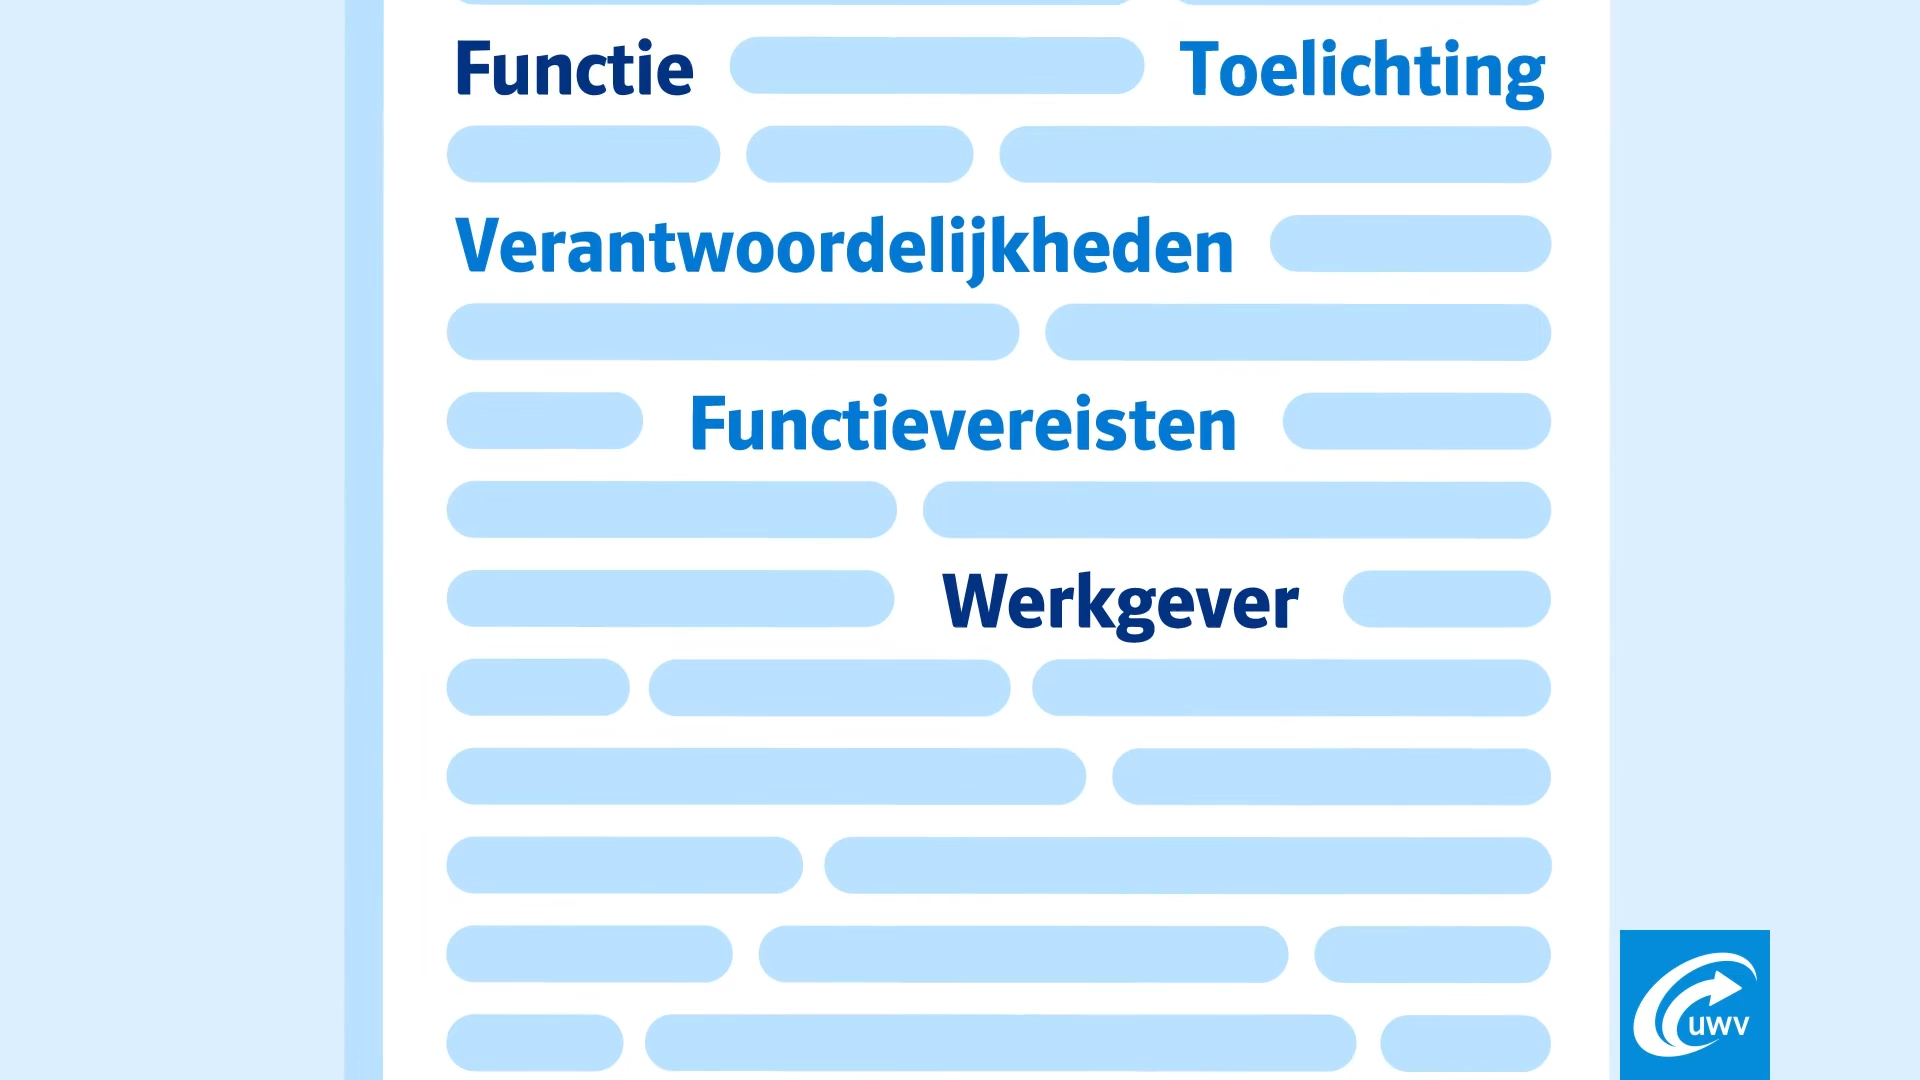 Functie Toelichting
Verantwoordelijkheden
Functievereisten
Werkgever
uwv